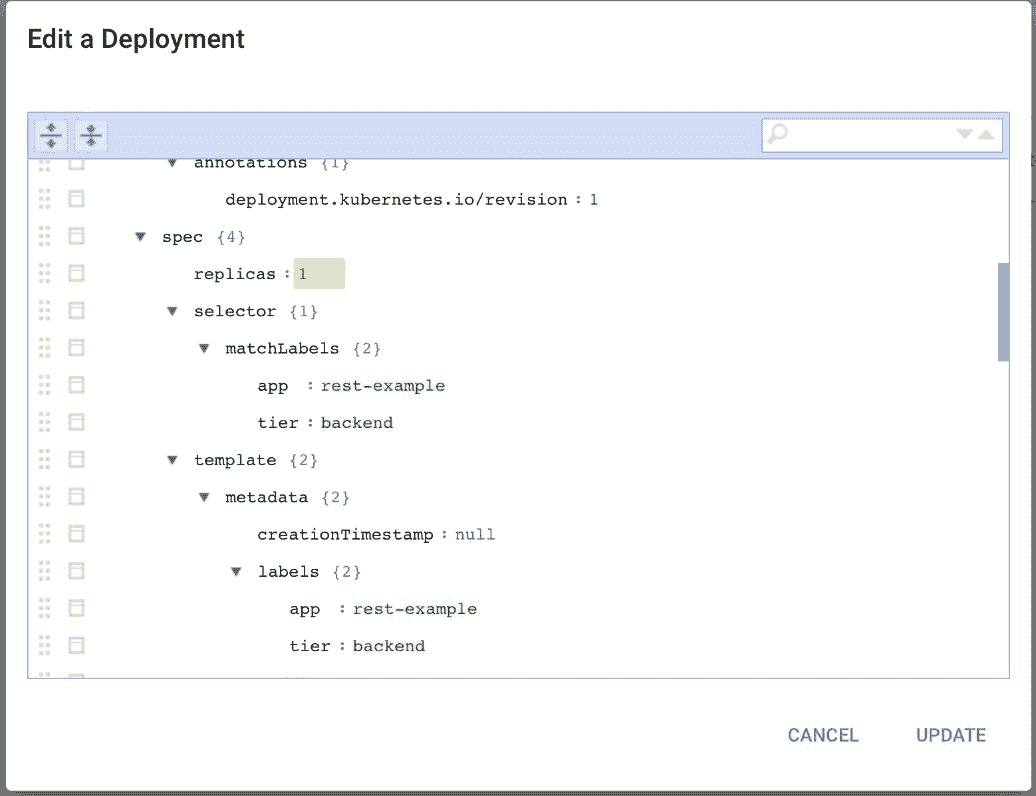 Edit a Deployment
annotations {1}
deployment.kubernetes.io/revision : 1
spec {4}
replicas : 1
selector {1}
matchLabels {2}
app : rest-example
tier : backend
template {2}
metadata {2}
creationTimestamp : null
labels {2}
app : rest-example
tier : backend
CANCEL UPDATE